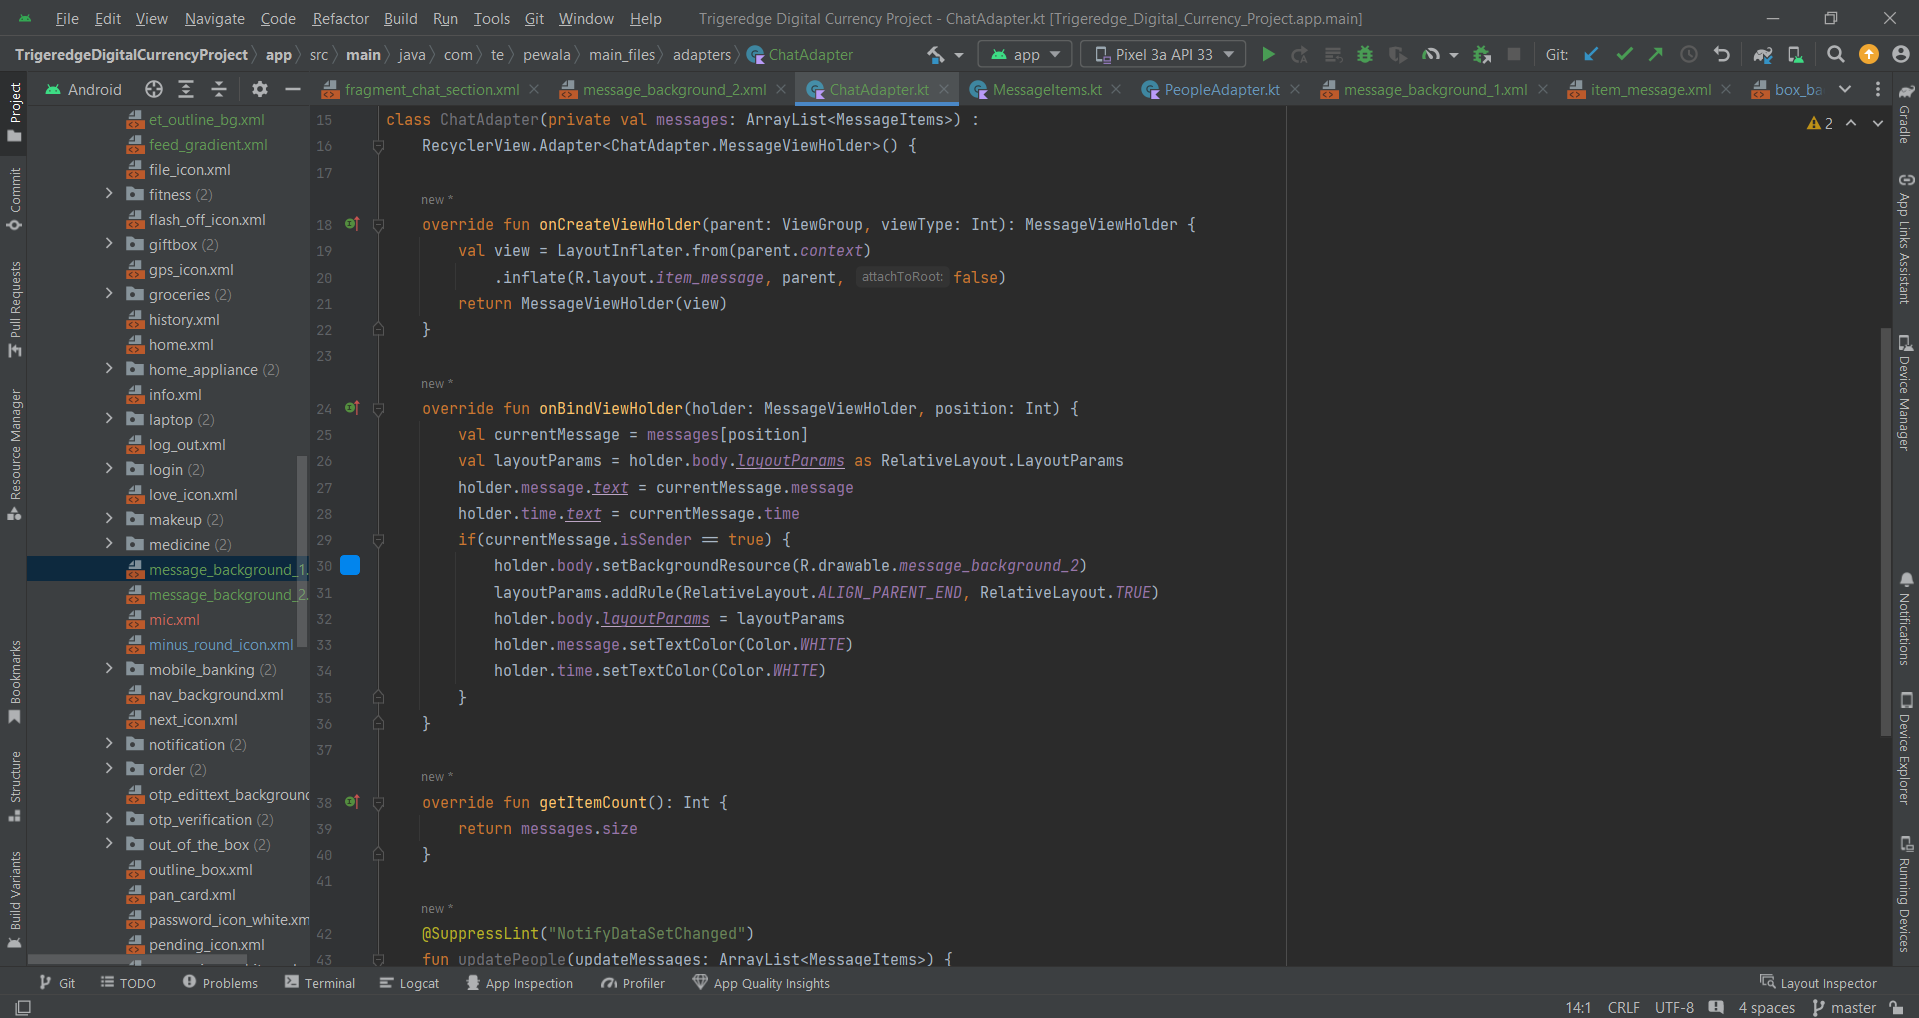 File Edit View Navigate Code Refactor Build Run Tools Git Window Help Trigeredge Digital Currency Project - ChatAdapter.kt [Trigeredge_Digital_Currency_Project.app.main]
TrigeredgeDigitalCurrencyProject app src main java com te pewala main_files adapters ChatAdapter app Pixel 3a API 33 Git:
Android fragment_chat_section.xml message_background_2.xml ChatAdapter.kt MessageItems.kt PeopleAdapter.kt message_background_1.xml item_message.xml box_ba
Project
Commit
Pull Requests
Resource Manager
Bookmarks
Structure
Build Variants
et_outline_bg.xml
feed_gradient.xml
file_icon.xml
fitness (2)
flash_off_icon.xml
giftbox (2)
gps_icon.xml
groceries (2)
history.xml
home.xml
home_appliance (2)
info.xml
laptop (2)
log_out.xml
login (2)
love_icon.xml
makeup (2)
medicine (2)
message_background_1.
message_background_2.
mic.xml
minus_round_icon.xml
mobile_banking (2)
nav_background.xml
next_icon.xml
notification (2)
order (2)
otp_edittext_background
otp_verification (2)
out_of_the_box (2)
outline_box.xml
pan_card.xml
password_icon_white.xm
pending_icon.xml
2
15 class ChatAdapter(private val messages: ArrayList<MessageItems>) :
16 RecyclerView.Adapter<ChatAdapter.MessageViewHolder>() {
17
new *
18 override fun onCreateViewHolder(parent: ViewGroup, viewType: Int): MessageViewHolder {
19 val view = LayoutInflater.from(parent.context)
20 .inflate(R.layout.item_message, parent, attachToRoot: false)
21 return MessageViewHolder(view)
22 }
23
new *
24 override fun onBindViewHolder(holder: MessageViewHolder, position: Int) {
25 val currentMessage = messages[position]
26 val layoutParams = holder.body.layoutParams as RelativeLayout.LayoutParams
27 holder.message.text = currentMessage.message
28 holder.time.text = currentMessage.time
29 if(currentMessage.isSender == true) {
30 holder.body.setBackgroundResource(R.drawable.message_background_2)
31 layoutParams.addRule(RelativeLayout.ALIGN_PARENT_END, RelativeLayout.TRUE)
32 holder.body.layoutParams = layoutParams
33 holder.message.setTextColor(Color.WHITE)
34 holder.time.setTextColor(Color.WHITE)
35 }
36 }
37
new *
38 override fun getItemCount(): Int {
39 return messages.size
40 }
41
new *
42 @SuppressLint("NotifyDataSetChanged")
43 fun updatePeople(updateMessages: ArrayList<MessageItems>) {
Gradle
App Links Assistant
Device Manager
Notifications
Device Explorer
Running Devices
Git TODO Problems Terminal Logcat App Inspection Profiler App Quality Insights Layout Inspector
14:1 CRLF UTF-8 4 spaces master